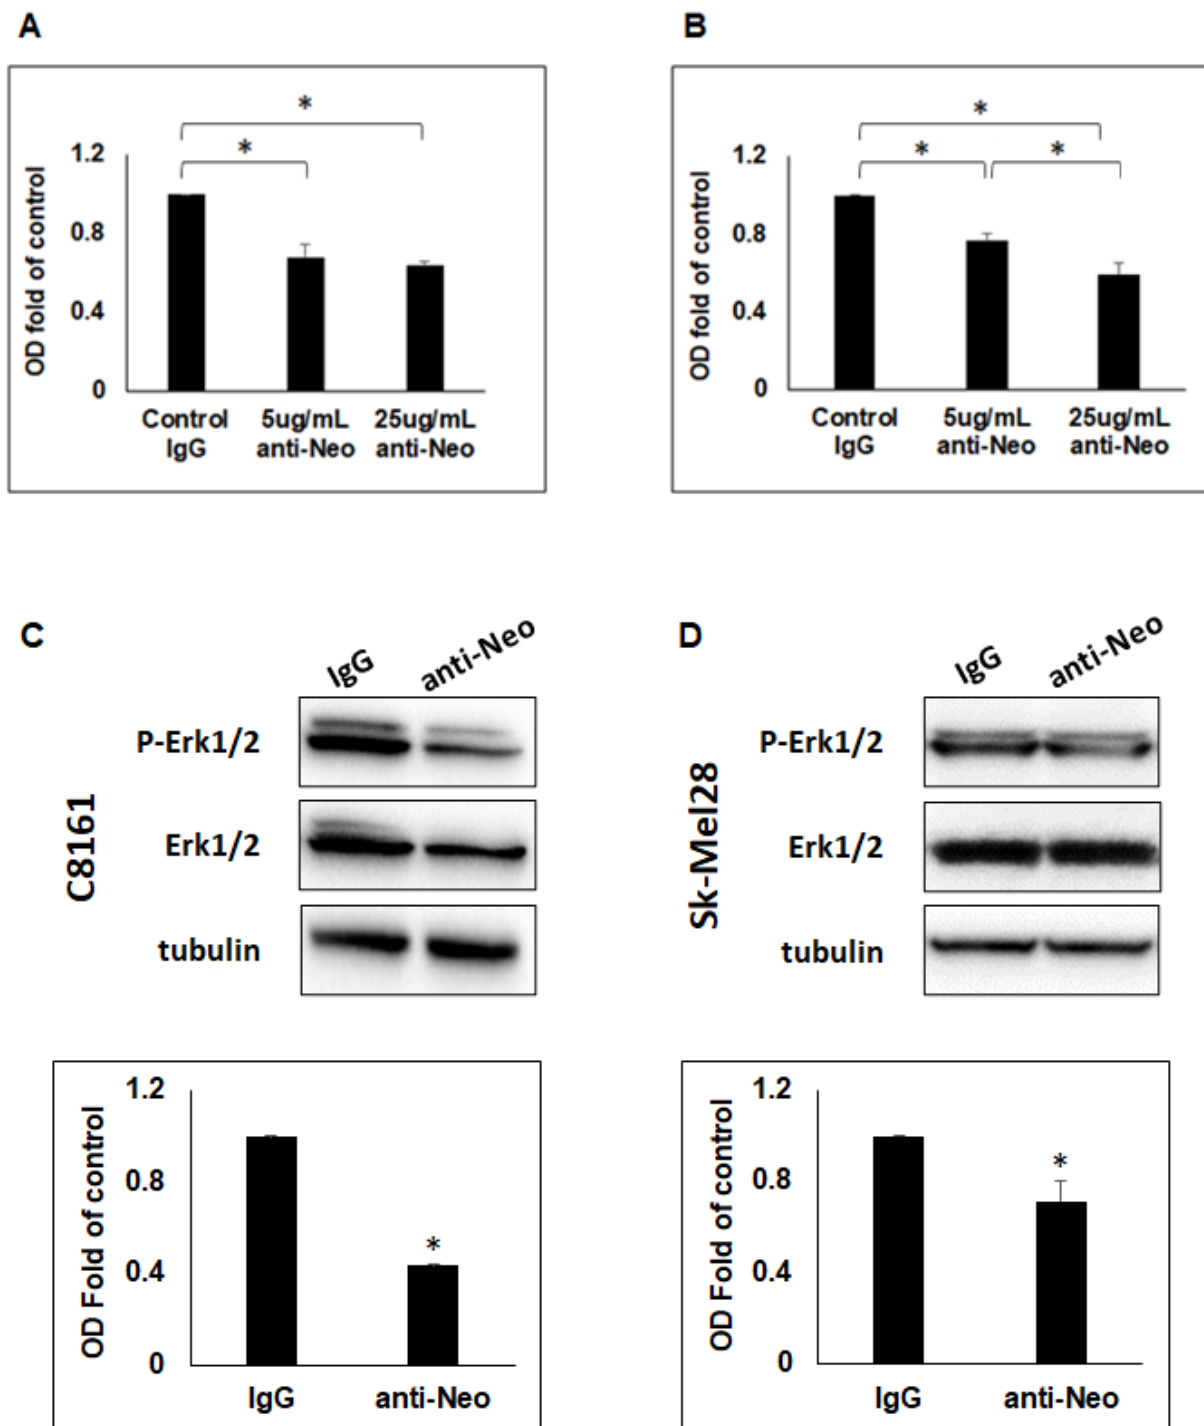 A
*
*
1.2
0.8
0.4
0
OD fold of control
Control
IgG
5ug/mL
anti-Neo
25ug/mL
anti-Neo
B
*
*
*
1.2
0.8
0.4
0
OD fold of control
Control
IgG
5ug/mL
anti-Neo
25ug/mL
anti-Neo
C
IgG
anti-Neo
C8161
P-Erk1/2
Erk1/2
tubulin
1.2
0.8
0.4
0
OD Fold of control
*
IgG
anti-Neo
D
IgG
anti-Neo
Sk-Mel28
P-Erk1/2
Erk1/2
tubulin
1.2
0.8
0.4
0
OD Fold of control
*
IgG
anti-Neo